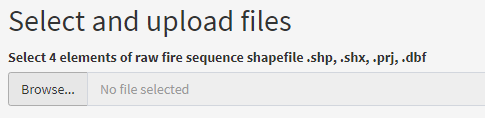 Select and upload files
Select 4 elements of raw fire sequence shapefile .shp, .shx, .prj, .dbf
Browse... No file selected